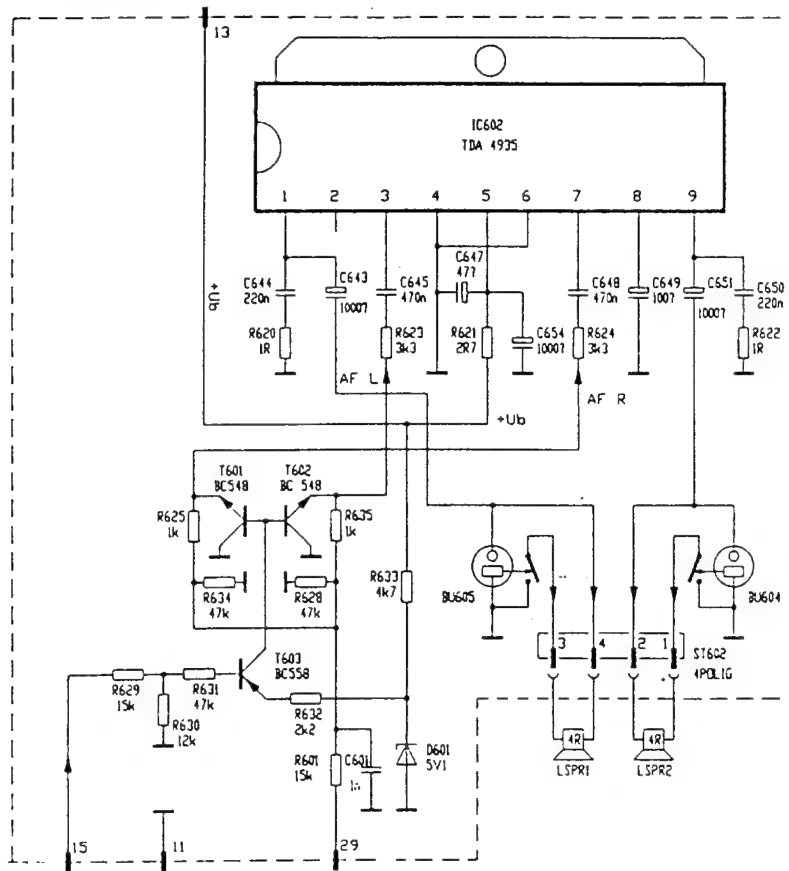 13
IC602
TDA 4935
1 2 3 4 5 6 7 8 9
+Ub
C644
220n
C643
1000?
C645
470n
C647
47?
C648
470n
C649
100?
C651
1000?
C650
220n
R620
1R
R623
3k3
R621
2R7
C654
1000?
R624
3k3
R622
1R
AF L
+Ub
AF R
T601
BC548
T602
BC 548
R625
1k
R635
1k
R634
47k
R628
47k
R633
4k7
BU605
BU604
3 4 2 1
ST602
4POLIG
T603
BC558
R629
15k
R631
47k
R630
12k
R632
2k2
R601
15k
C601
1n
D601
5V1
4R
LSPR1
4R
LSPR2
15
11
29